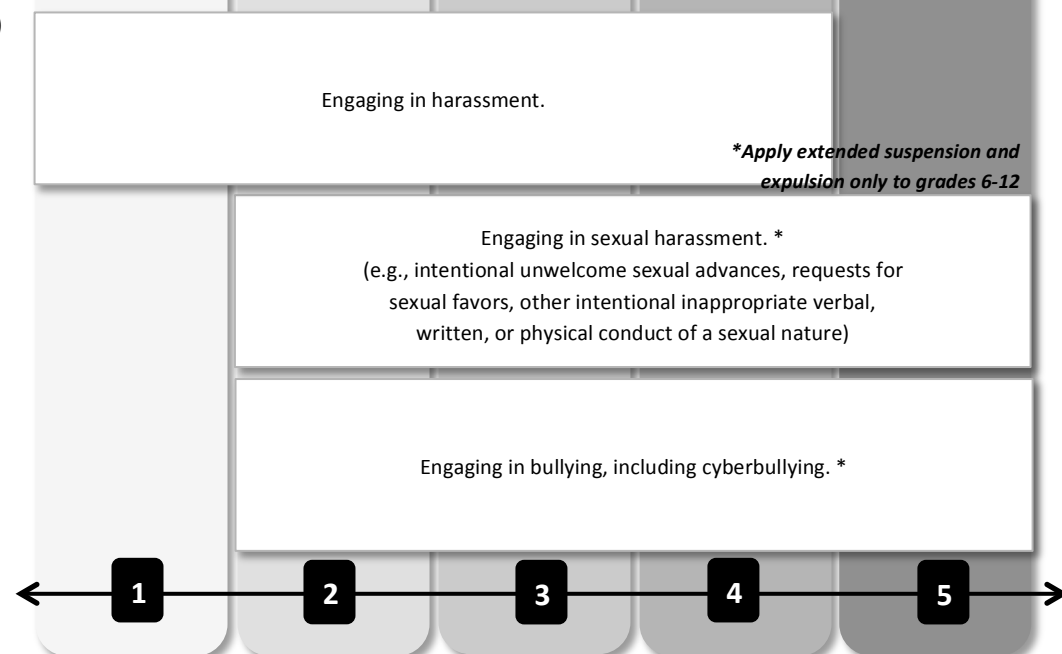 )
Engaging in harassment.
*Apply extended suspension and
expulsion only to grades 6-12
Engaging in sexual harassment. *
(e.g., intentional unwelcome sexual advances, requests for
sexual favors, other intentional inappropriate verbal,
written, or physical conduct of a sexual nature)
Engaging in bullying, including cyberbullying. *
1 2 3 4 5